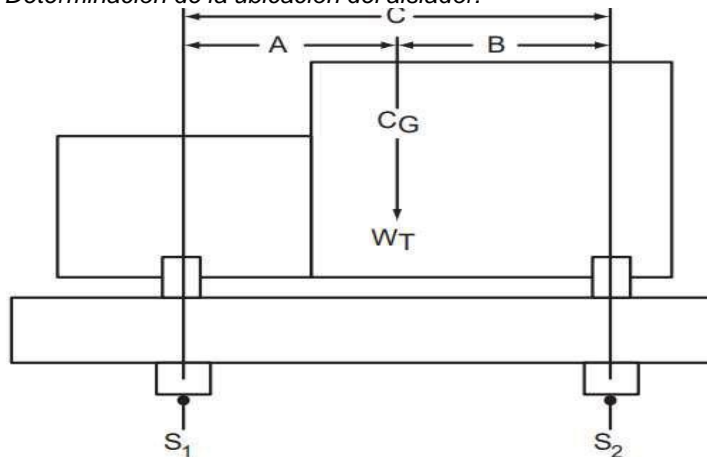 Determinación de la ubicación del aislador.
C
A B
CG
WT
S1 S2